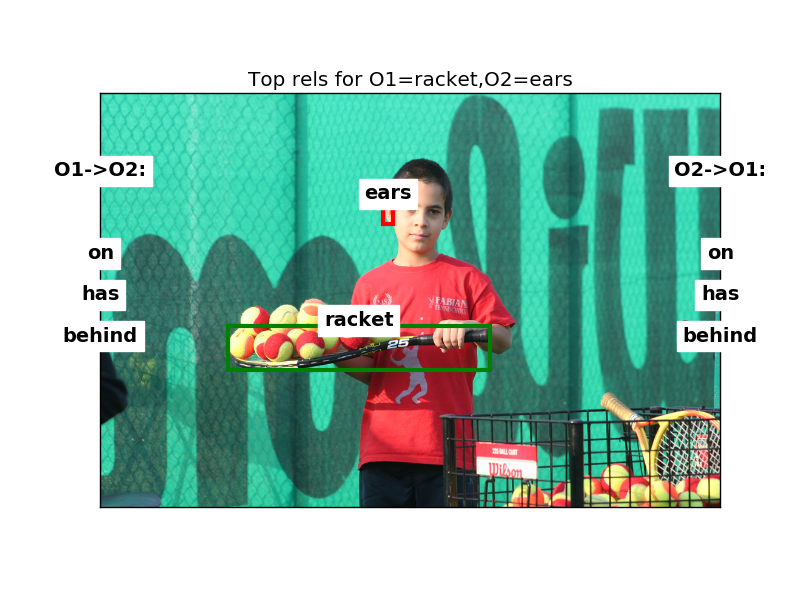 Top rels for O1=racket,O2=ears
O1->O2:
O2->O1:
ears
on
on
has
has
FABIAN
racket
behind
behind
25
Wilson